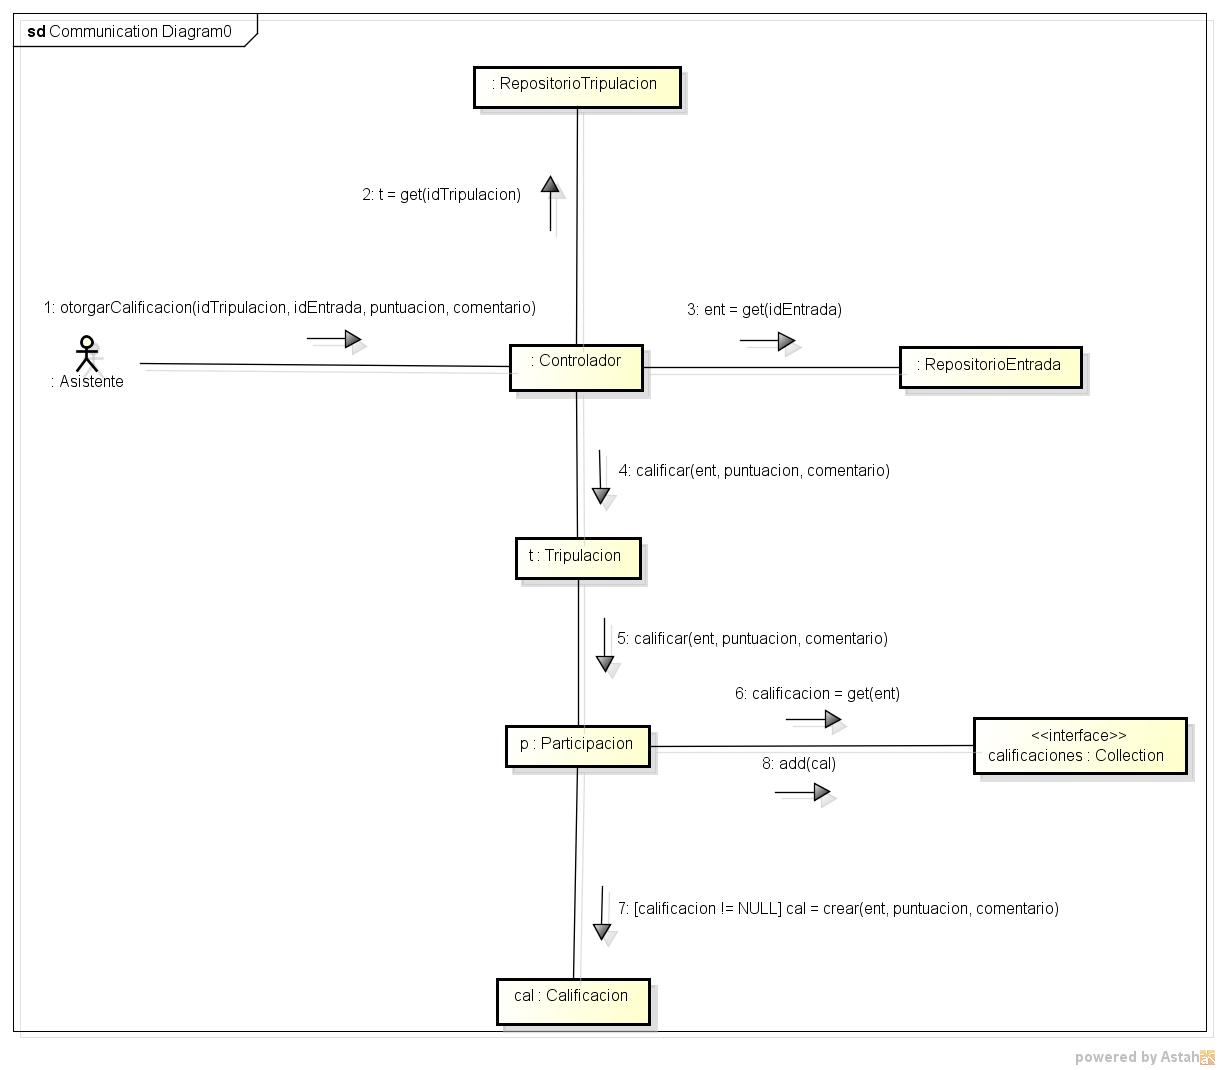 sd Communication Diagram0
: RepositorioTripulacion
2: t = get(idTripulacion)
1: otorgarCalificacion(idTripulacion, idEntrada, puntuacion, comentario)
3: ent = get(idEntrada)
: Asistente
: Controlador
: RepositorioEntrada
4: calificar(ent, puntuacion, comentario)
t : Tripulacion
5: calificar(ent, puntuacion, comentario)
6: calificacion = get(ent)
p : Participacion
<<interface>>
calificaciones : Collection
8: add(cal)
7: [calificacion != NULL] cal = crear(ent, puntuacion, comentario)
cal : Calificacion
powered by Astah